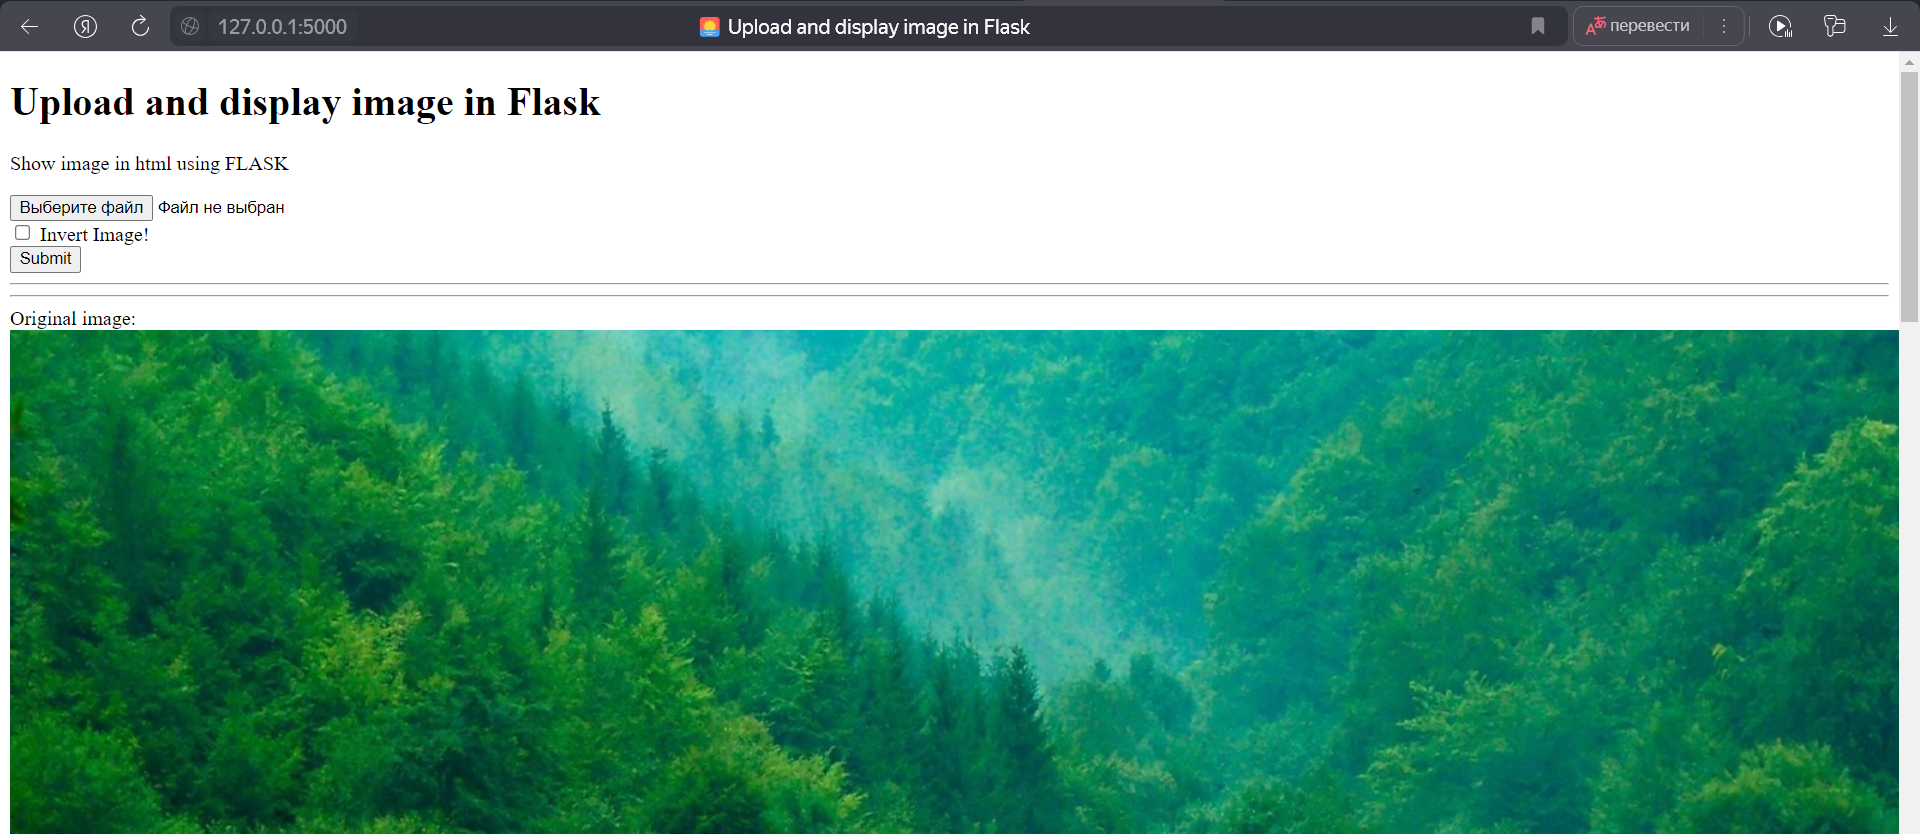 127.0.0.1:5000 Upload and display image in Flask перевести
Upload and display image in Flask
Show image in html using FLASK
Выберите файл Файл не выбран
Invert Image!
Submit
Original image: